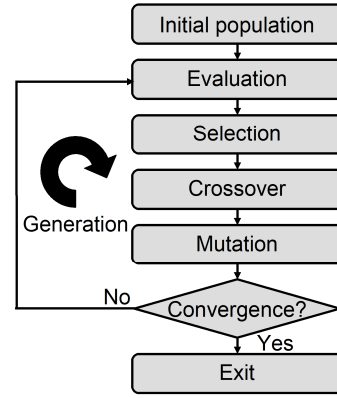 Initial population
Evaluation
Selection
Crossover
Generation
Mutation
No
Convergence?
Yes
Exit